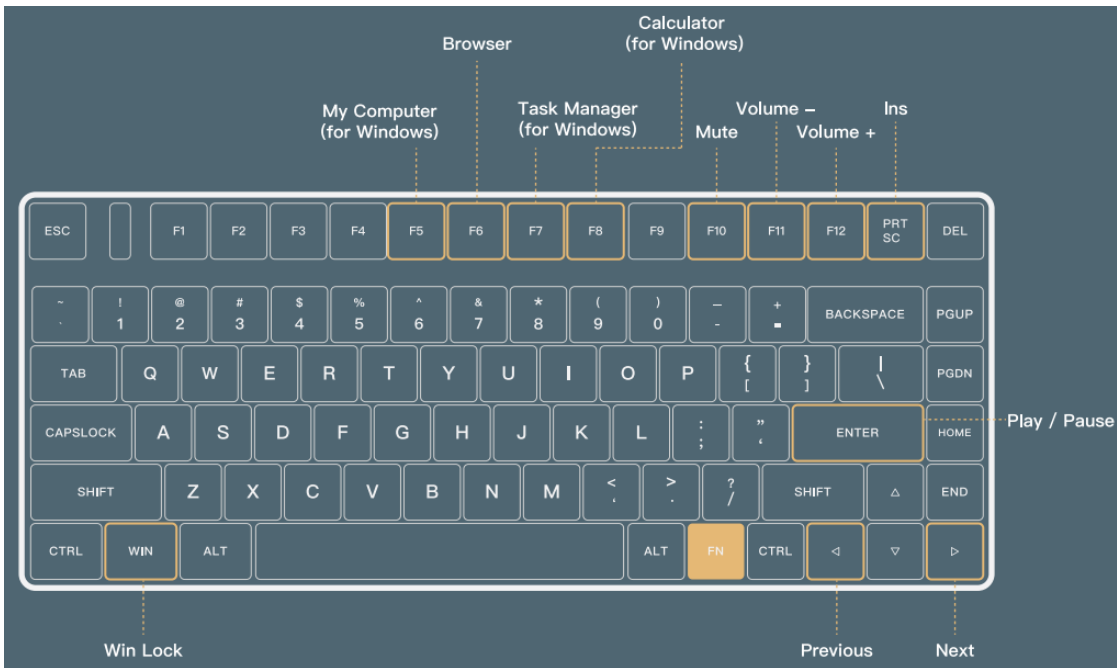 Calculator
(for Windows)
Browser
My Computer
(for Windows)
Task Manager
(for Windows)
Volume –
Ins
Mute
Volume +
ESC F1 F2 F3 F4 F5 F6 F7 F8 F9 F10 F11 F12 PRT SC DEL
~ ! @ # $ % ^ & * ( ) — +
` 1 2 3 4 5 6 7 8 9 0 - = BACKSPACE PGUP
TAB Q W E R T Y U I O P { [ } ] | \ PGDN
CAPSLOCK A S D F G H J K L : ; ” ‘ ENTER HOME
Play / Pause
SHIFT Z X C V B N M < ‘ > . ? / SHIFT △ END
CTRL WIN ALT ALT FN CTRL ◁ ▽ ▷
Win Lock
Previous
Next